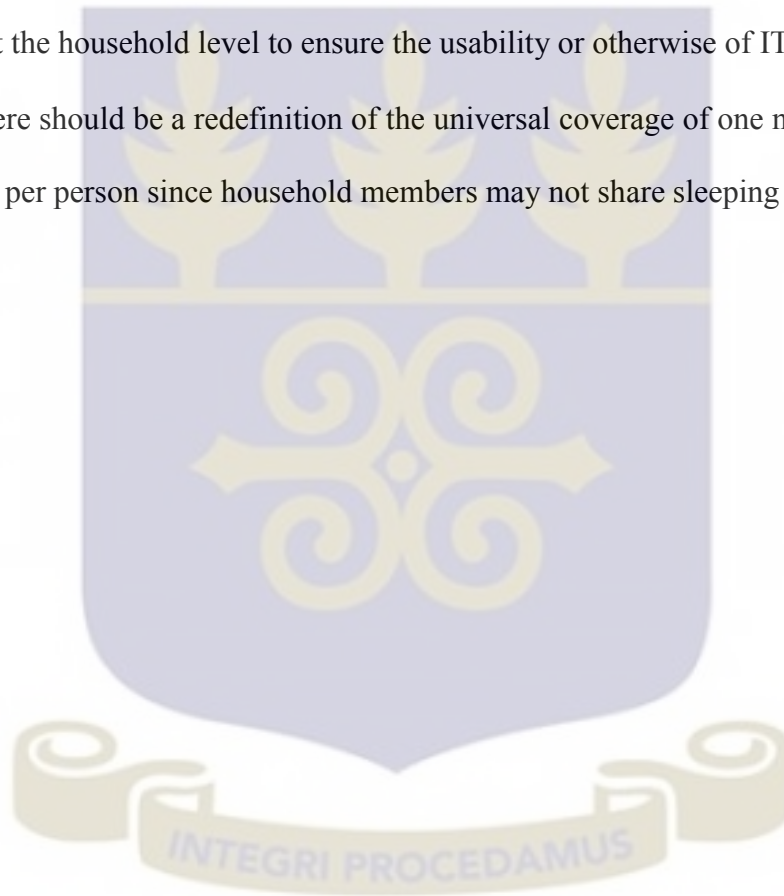 the household level to ensure the usability or otherwise of IT
ere should be a redefinition of the universal coverage of one
per person since household members may not share sleeping
INTEGRI PROCEDAMUS